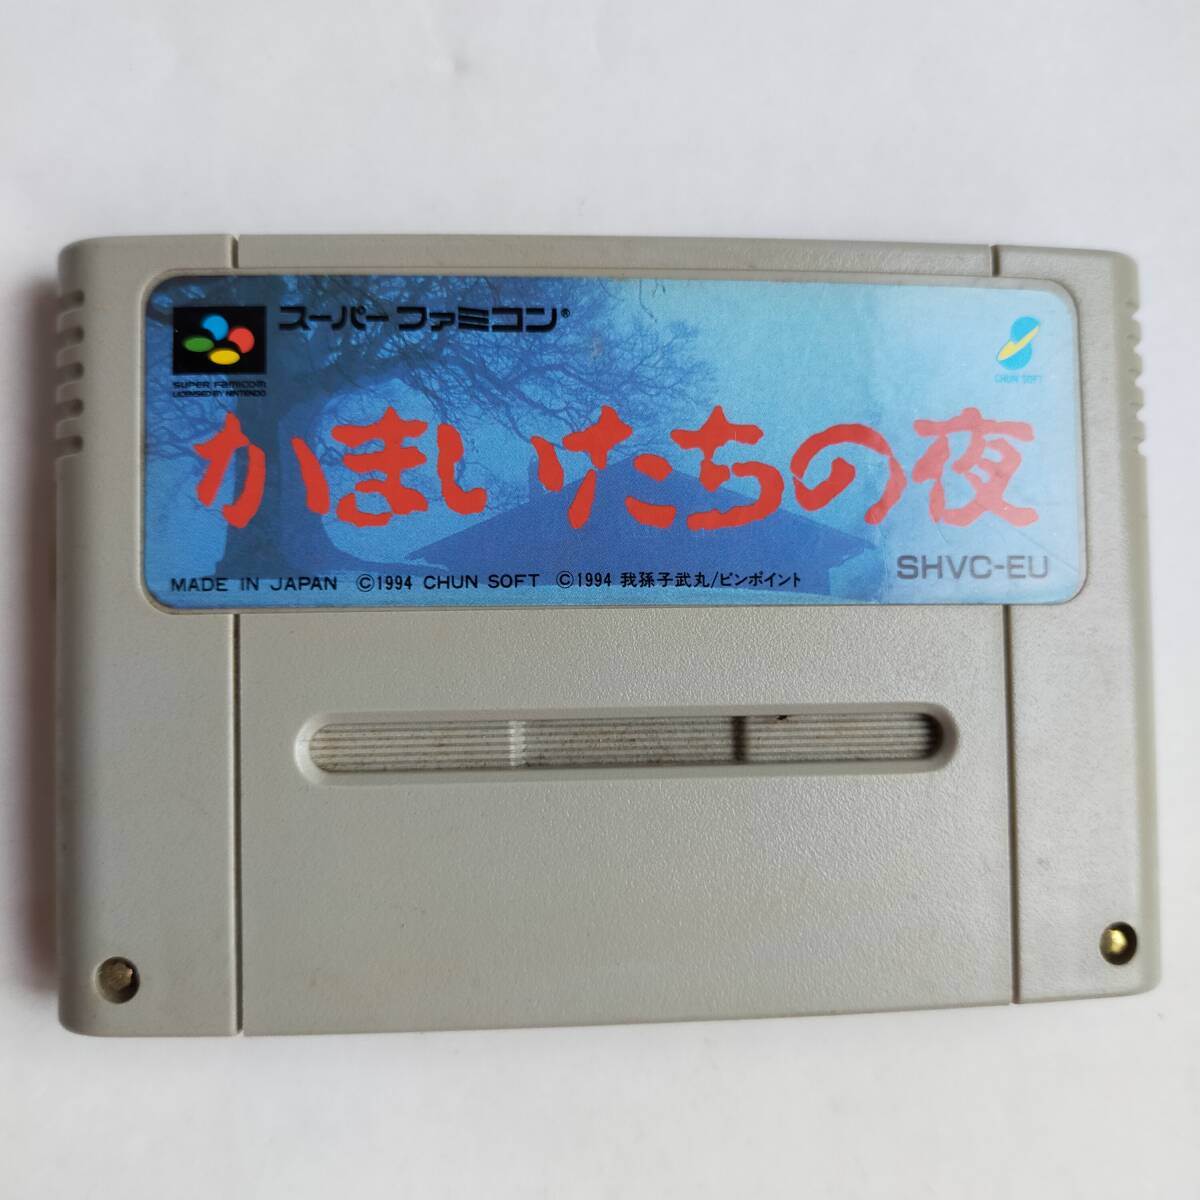 スーパーファミコン®
SUPER FAMICOM
LICENSED BY NINTENDO
CHUN SOFT
かまいたちの夜
SHVC-EU
MADE IN JAPAN ©1994 CHUN SOFT ©1994 我孫子武丸/ピンポイント